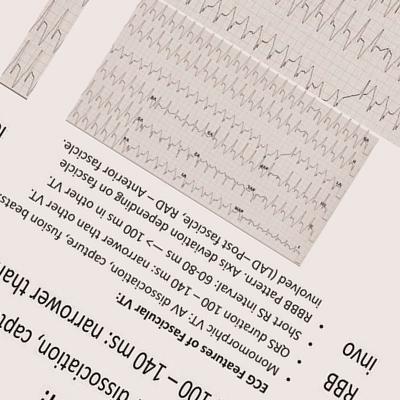 ECG Features of Fascicular VT:
• Monomorphic VT: AV dissociation, capture, fusion beats.
• QRS duration: 100 – 140 ms: narrower than other VT.
• Short RS interval: 60-80 ms –> 100 ms in other VT.
• RBBB Pattern. Axis deviation depending on fascicle
involved (LAD –Post fascicle, RAD – Anterior fascicle.
dissociation, capt
100 – 140 ms: narrower than
RBB
invo